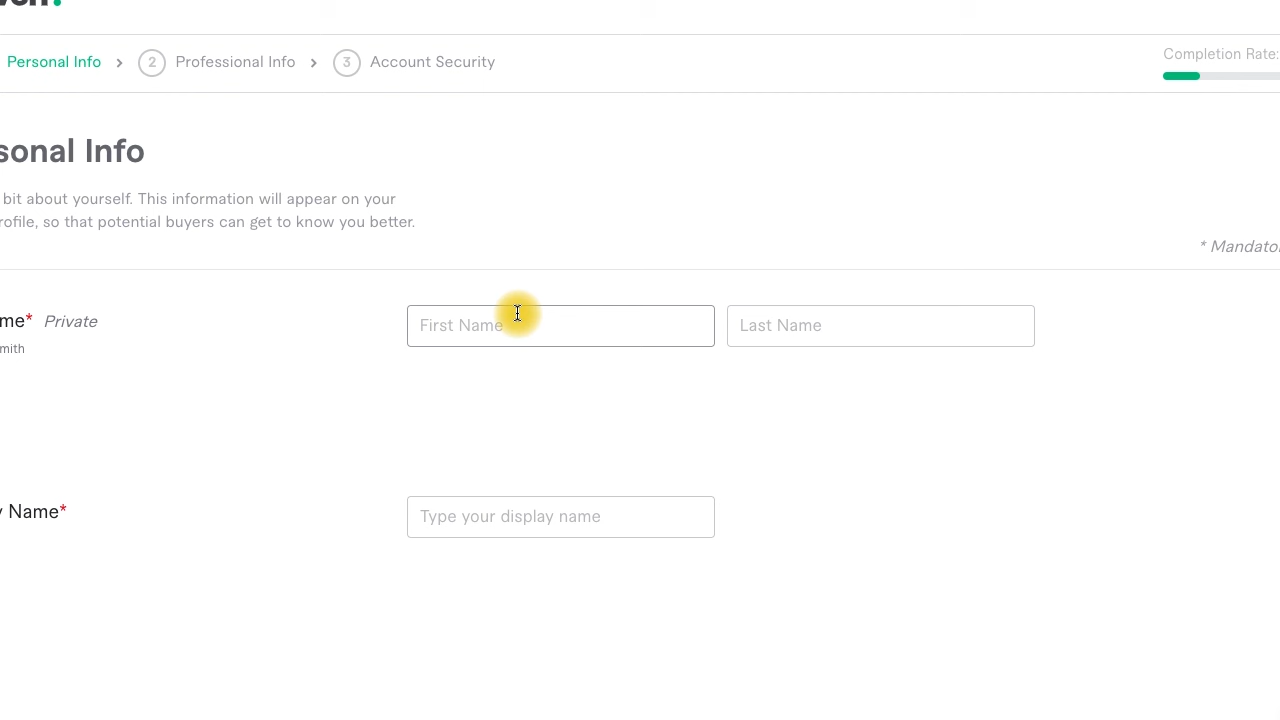 Personal Info > 2 Professional Info > 3 Account Security
Completion Rate:
sonal Info
bit about yourself. This information will appear on your
rofile, so that potential buyers can get to know you better.
* Mandato
me* Private
First Name
Last Name
mith
y Name*
Type your display name